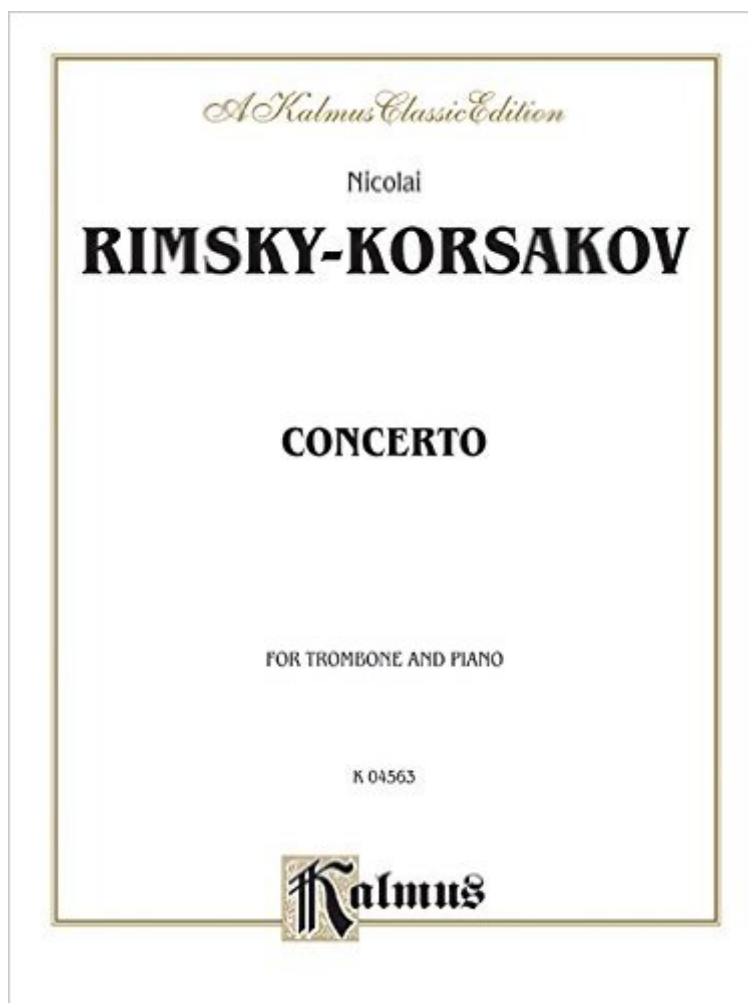 A Kalmus Classic Edition
Nicolai
RIMSKY-KORSAKOV
CONCERTO
FOR TROMBONE AND PIANO
K 04563
Kalmus